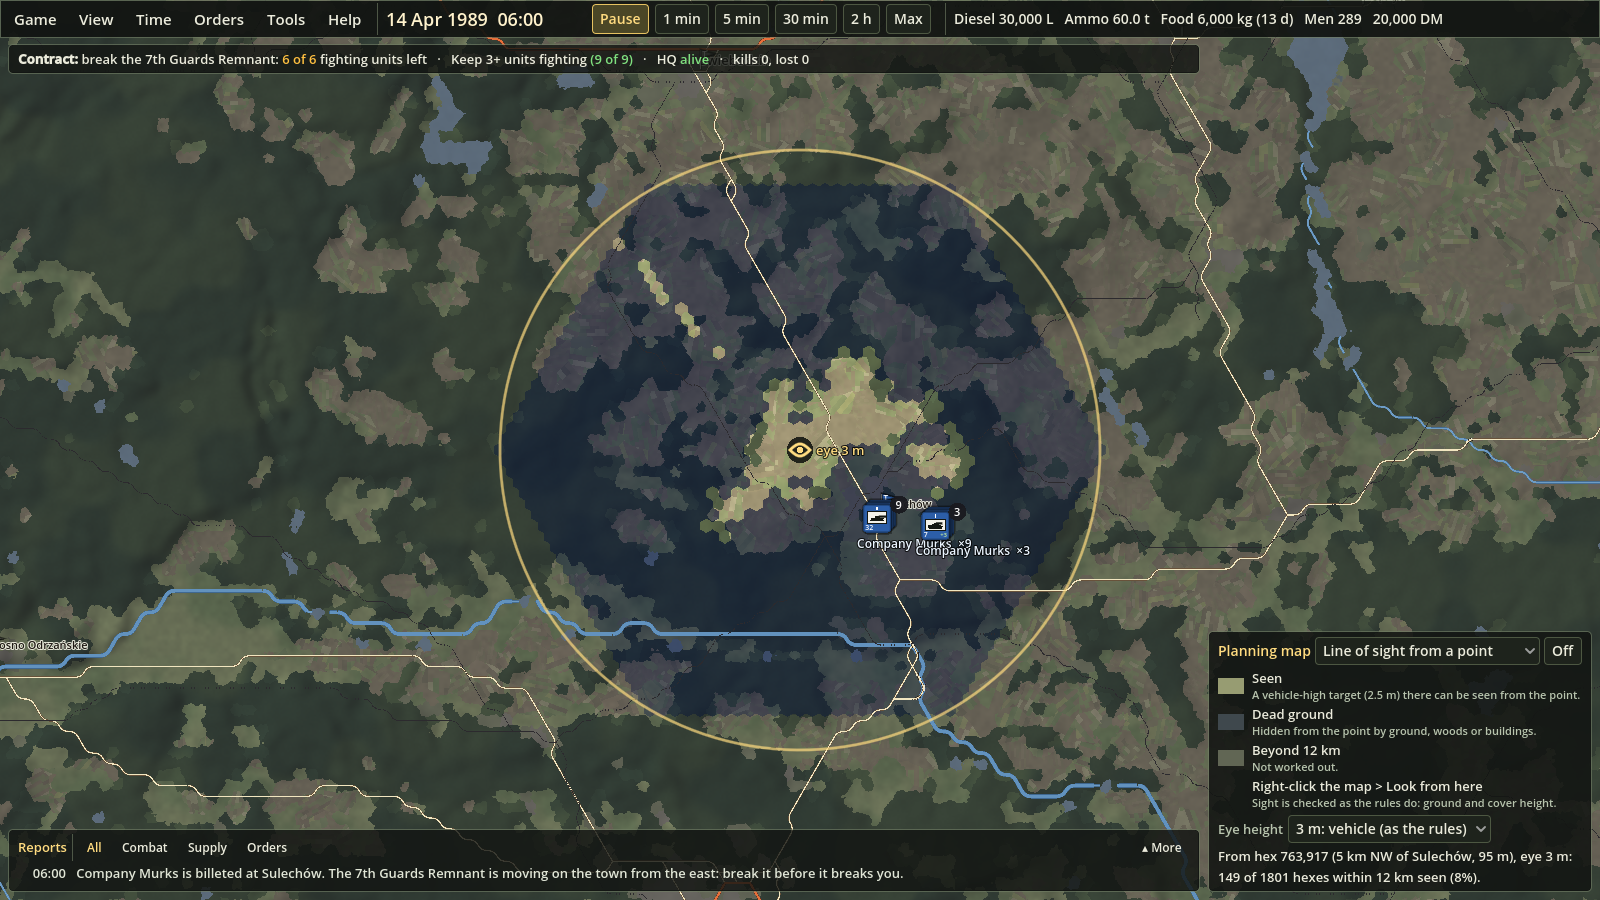 Game View Time Orders Tools Help 14 Apr 1989 06:00 Pause 1 min 5 min 30 min 2 h Max Diesel 30,000 L Ammo 60.0 t Food 6,000 kg (13 d) Men 289 20,000 DM
Contract: break the 7th Guards Remnant: 6 of 6 fighting units left · Keep 3+ units fighting (9 of 9) · HQ alive · kills 0, lost 0
eye 3 m
9
3
32
7
Company Murks ×9
Company Murks ×3
Planning map Line of sight from a point Off
Seen
A vehicle-high target (2.5 m) there can be seen from the point.
Dead ground
Hidden from the point by ground, woods or buildings.
Beyond 12 km
Not worked out.
Right-click the map > Look from here
Sight is checked as the rules do: ground and cover height.
Eye height 3 m: vehicle (as the rules)
From hex 763,917 (5 km NW of Sulechów, 95 m), eye 3 m:
149 of 1801 hexes within 12 km seen (8%).
Reports All Combat Supply Orders ▴ More
06:00 Company Murks is billeted at Sulechów. The 7th Guards Remnant is moving on the town from the east: break it before it breaks you.